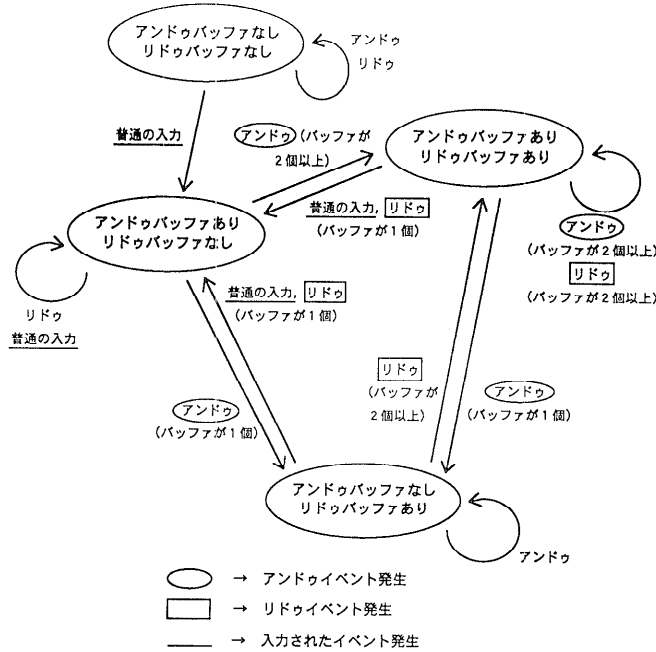 アンドゥバッファなし
リドゥバッファなし
アンドゥ
リドゥ
普通の入力
アンドゥ (バッファが
2個以上)
アンドゥバッファあり
リドゥバッファあり
普通の入力, リドゥ
(バッファが1個)
アンドゥバッファあり
リドゥバッファなし
アンドゥ
(バッファが2個以上)
リドゥ
(バッファが2個以上)
リドゥ
普通の入力
普通の入力, リドゥ
(バッファが1個)
リドゥ
(バッファが
2個以上)
アンドゥ
(バッファが1個)
アンドゥ
(バッファが1個)
アンドゥバッファなし
リドゥバッファあり
アンドゥ
→ アンドゥイベント発生
→ リドゥイベント発生
→ 入力されたイベント発生